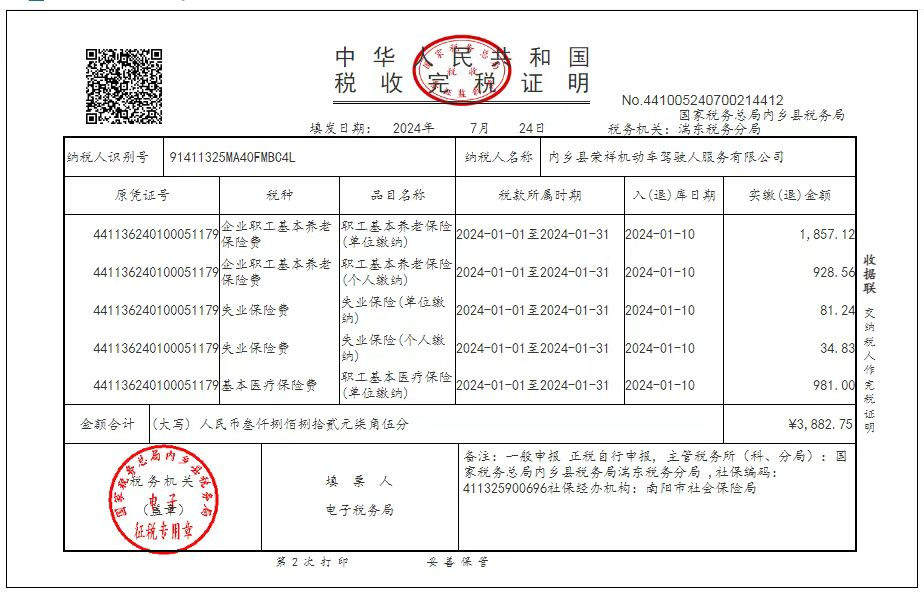 中华人民共和国
税收完税证明
No.441005240700214412
国家税务总局内乡县税务局
填发日期: 2024年 7月 24日 税务机关: 湍东税务分局
纳税人识别号 91411325MA40FMBC4L 纳税人名称 内乡县荣祥机动车驾驶人服务有限公司
原凭证号 税种 品目名称 税款所属时期 入(退)库日期 实缴(退)金额
441136240100051179 企业职工基本养老保险费 职工基本养老保险(单位缴纳) 2024-01-01至2024-01-31 2024-01-10 1,857.12
441136240100051179 企业职工基本养老保险费 职工基本养老保险(个人缴纳) 2024-01-01至2024-01-31 2024-01-10 928.56
441136240100051179 失业保险费 失业保险(单位缴纳) 2024-01-01至2024-01-31 2024-01-10 81.24
441136240100051179 失业保险费 失业保险(个人缴纳) 2024-01-01至2024-01-31 2024-01-10 34.83
441136240100051179 基本医疗保险费 职工基本医疗保险(单位缴纳) 2024-01-01至2024-01-31 2024-01-10 981.00
金额合计 (大写) 人民币叁仟捌佰捌拾贰元柒角伍分 ¥3,882.75
税务机关
(盖章)
国家税务总局内乡县税务局
电子
征税专用章
填 票 人
电子税务局
备注: 一般申报 正税自行申报, 主管税务所(科、分局): 国
家税务总局内乡县税务局湍东税务分局 ,社保编码:
411325900696社保经办机构: 南阳市社会保险局
收据联 交纳税人作完税证明
第2次打印 妥善保管